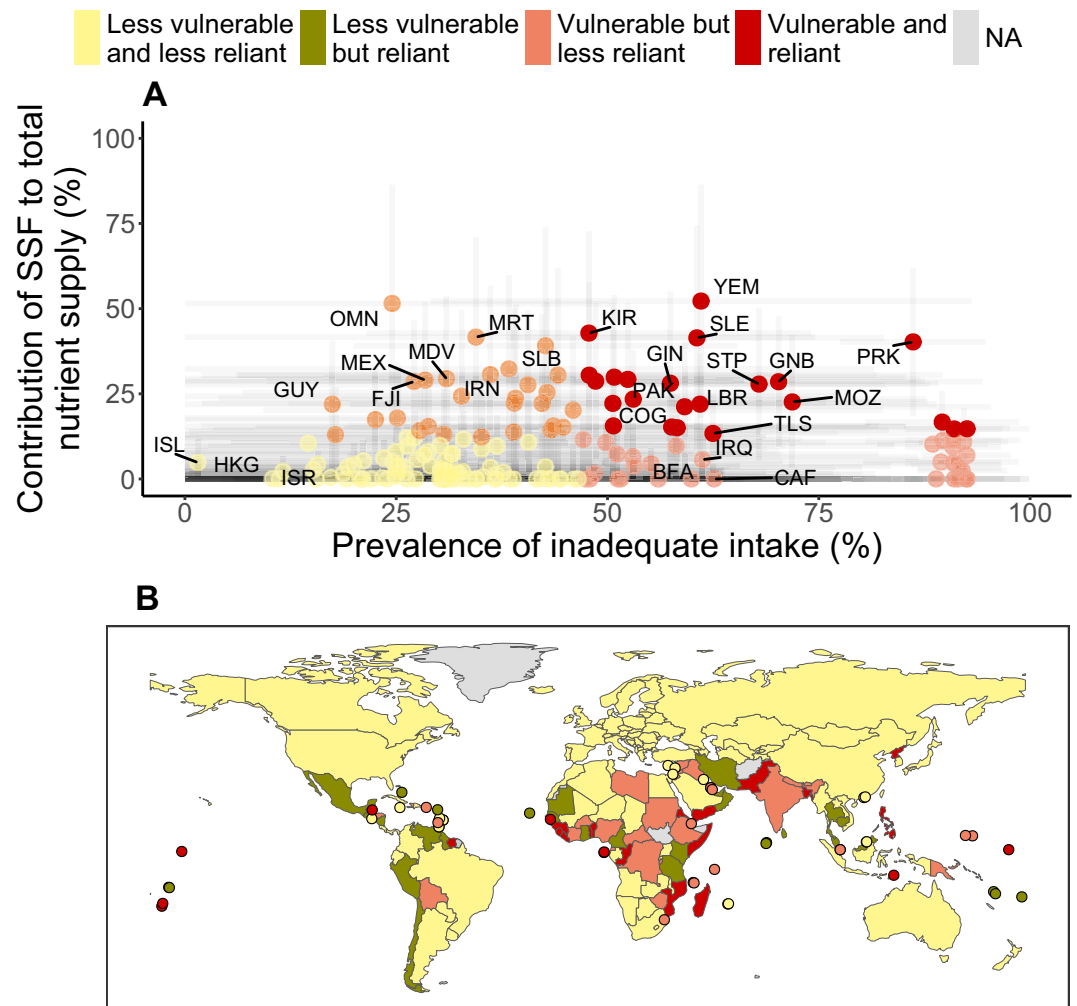 Less vulnerable and less reliant
Less vulnerable but reliant
Vulnerable but less reliant
Vulnerable and reliant
NA
A
Contribution of SSF to total nutrient supply (%)
100
75
50
25
0
YEM
OMN
MRT
KIR
SLE
PRK
MDV
MEX
SLB
GIN
STP
GNB
GUY
FJI
IRN
PAK
LBR
MOZ
COG
TLS
ISL
HKG
IRQ
ISR
BFA
CAF
0
25
50
75
100
Prevalence of inadequate intake (%)
B